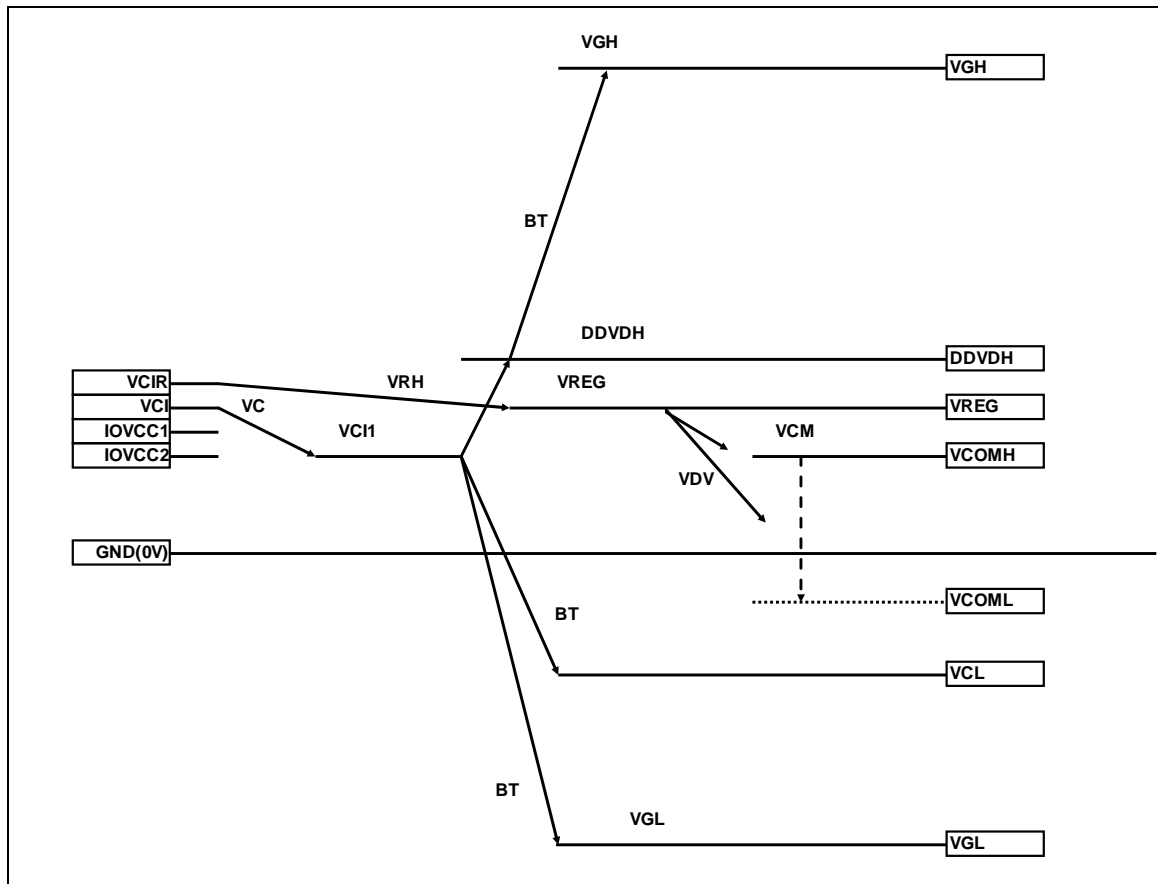 VGH
VGH
BT
DDVDH
DDVDH
VCIR
VRH
VREG
VCI
VC
VREG
IOVCC1
VCI1
VCM
IOVCC2
VCOMH
VDV
GND(0V)
VCOML
BT
VCL
BT
VGL
VGL